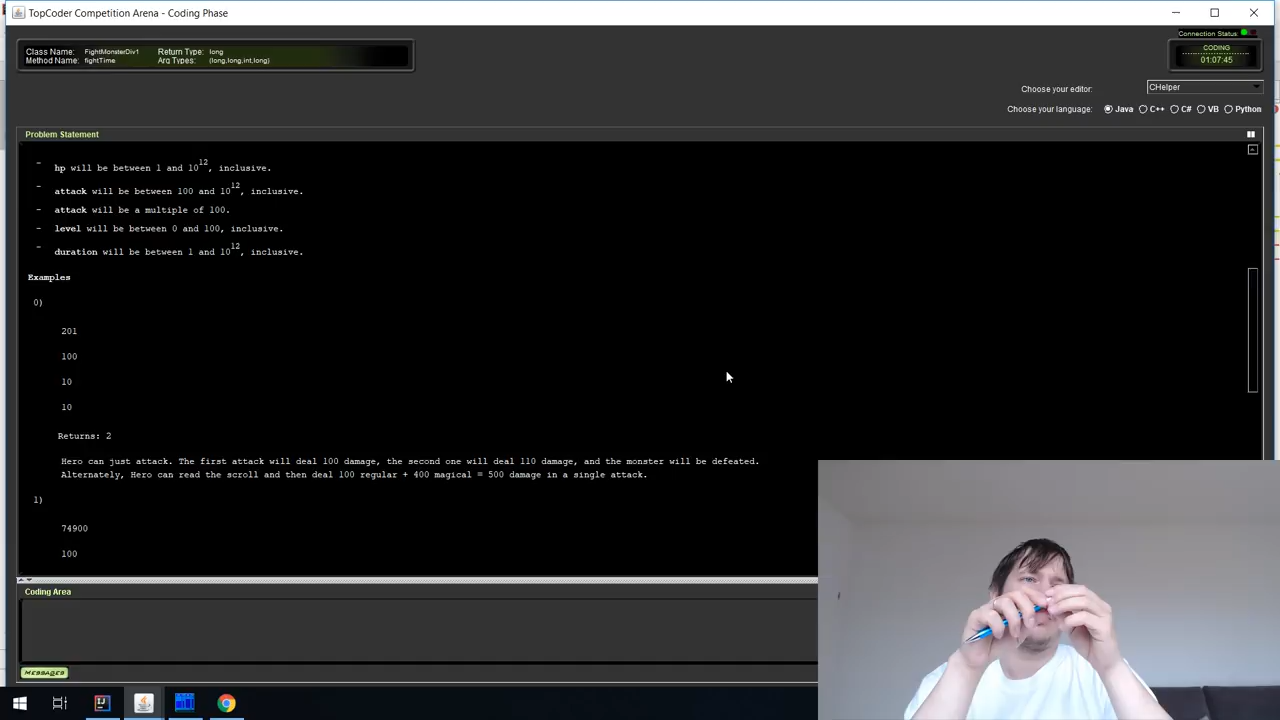 TopCoder Competition Arena - Coding Phase
Connection Status
Class Name: FightMonsterDiv1 Return Type: long
Method Name: fightTime Arg Types: (long,long,int,long)
CODING
01:07:45
Choose your editor: CHelper
Choose your language: Java C++ C# VB Python
Problem Statement
- hp will be between 1 and 10^12, inclusive.
- attack will be between 100 and 10^12, inclusive.
- attack will be a multiple of 100.
- level will be between 0 and 100, inclusive.
- duration will be between 1 and 10^12, inclusive.
Examples
0)
201
100
10
10
Returns: 2
Hero can just attack. The first attack will deal 100 damage, the second one will deal 110 damage, and the monster will be defeated.
Alternately, Hero can read the scroll and then deal 100 regular + 400 magical = 500 damage in a single attack.
1)
74900
100
Coding Area
MESSAGES